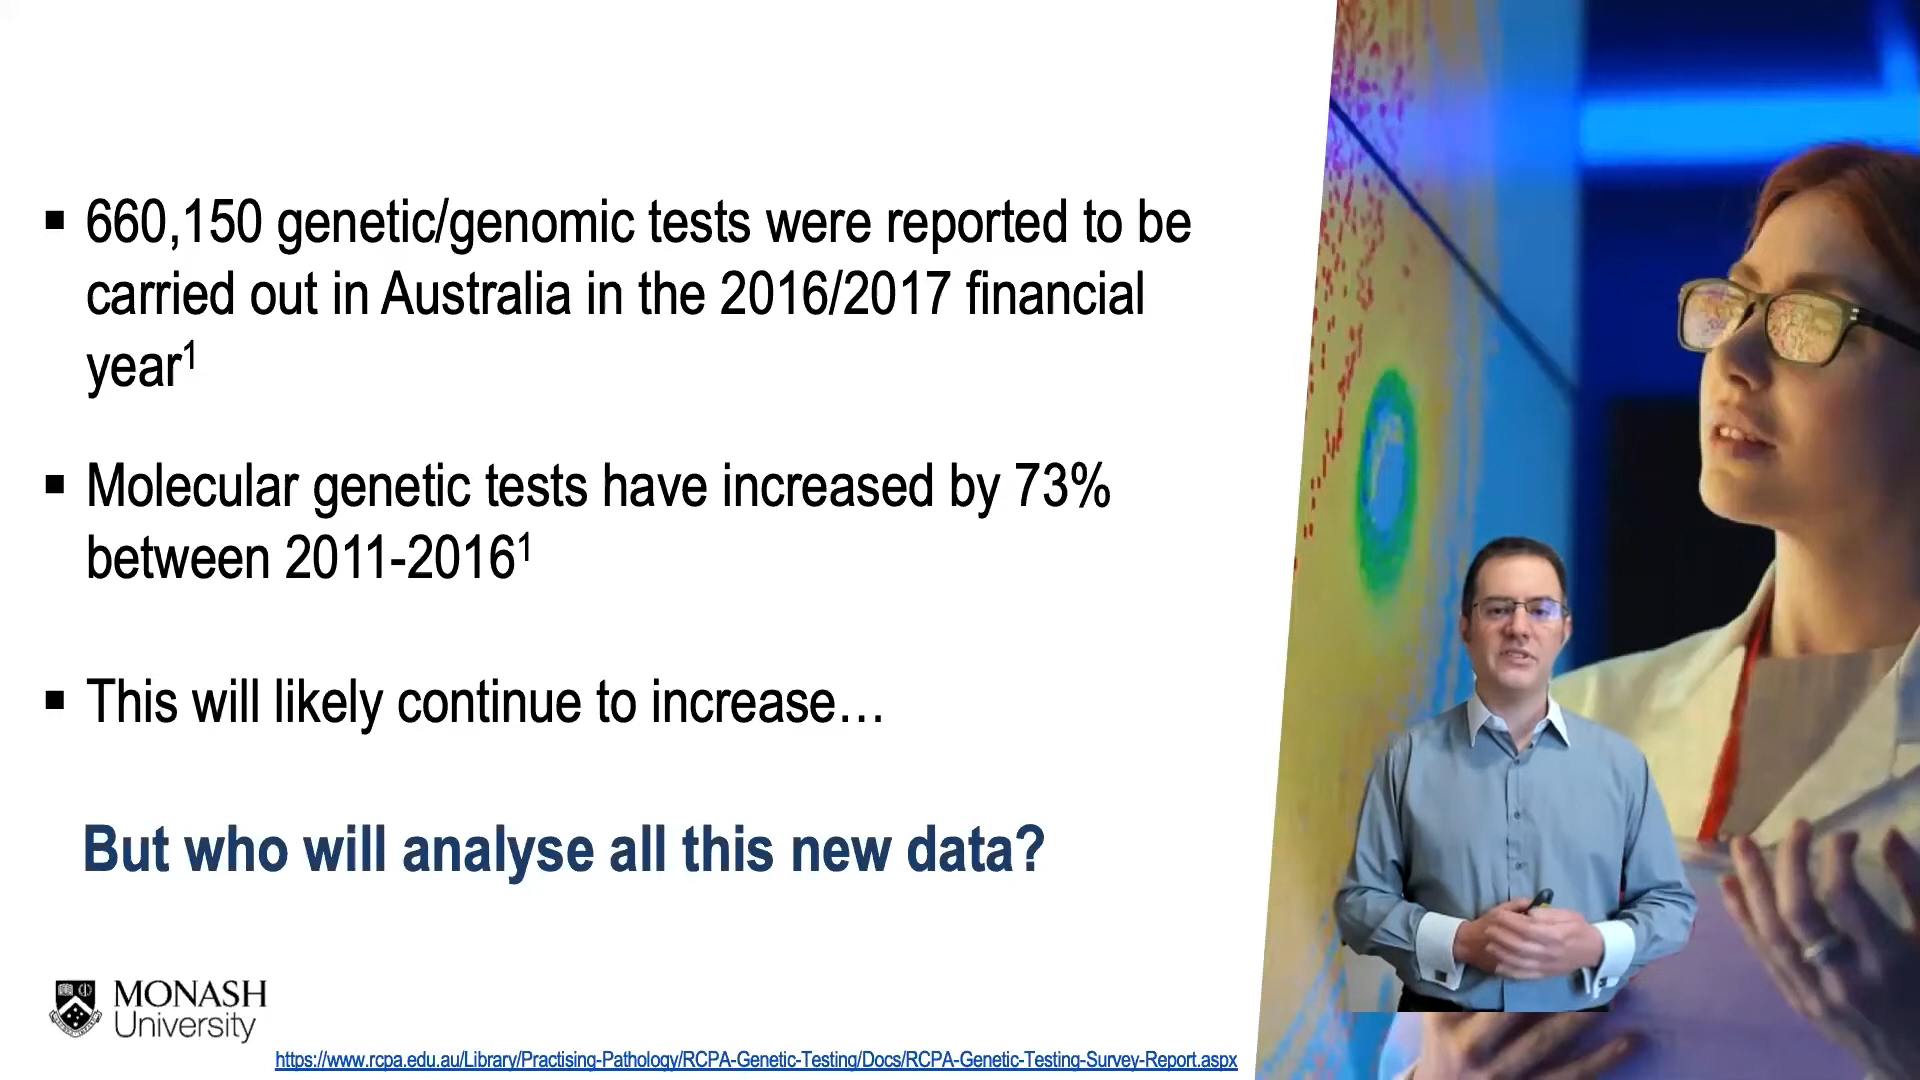 ▪ 660,150 genetic/genomic tests were reported to be
carried out in Australia in the 2016/2017 financial
year¹
▪ Molecular genetic tests have increased by 73%
between 2011-2016¹
▪ This will likely continue to increase…
But who will analyse all this new data?
MONASH
University
https://www.rcpa.edu.au/Library/Practising-Pathology/RCPA-Genetic-Testing/Docs/RCPA-Genetic-Testing-Survey-Report.aspx